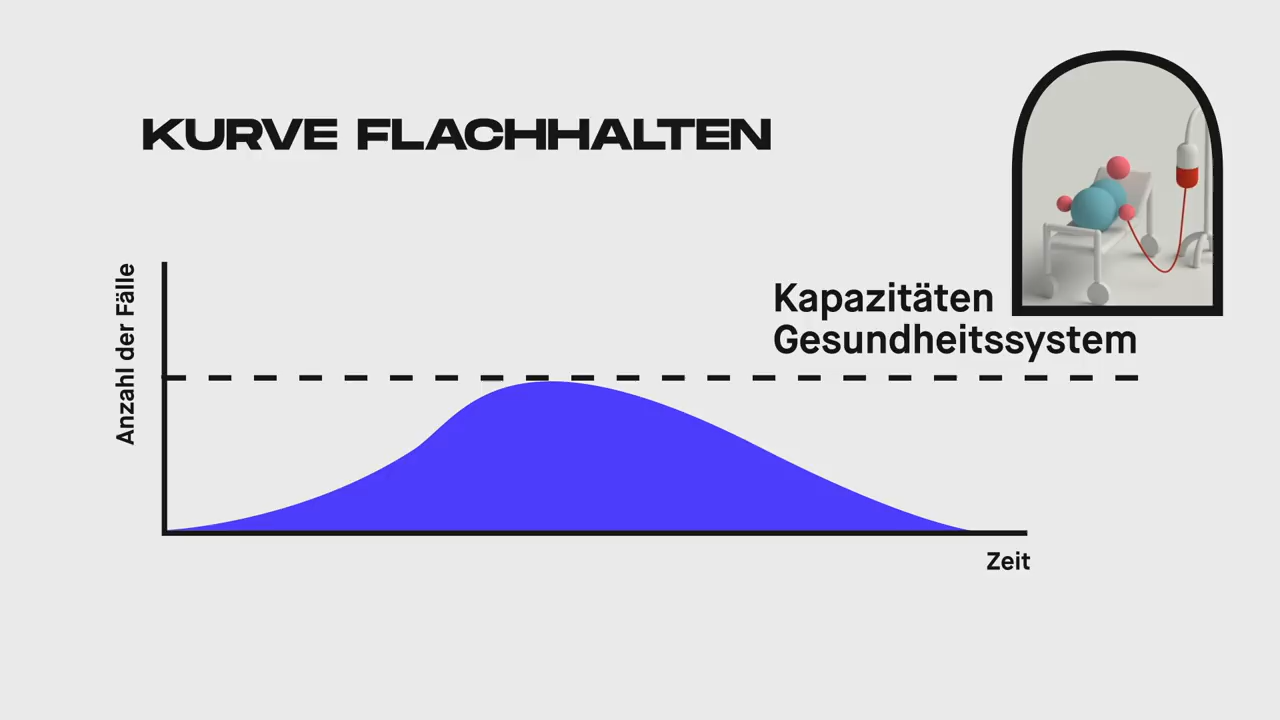 KURVE FLACHHALTEN
Anzahl der Fälle
Kapazitäten
Gesundheitssystem
Zeit